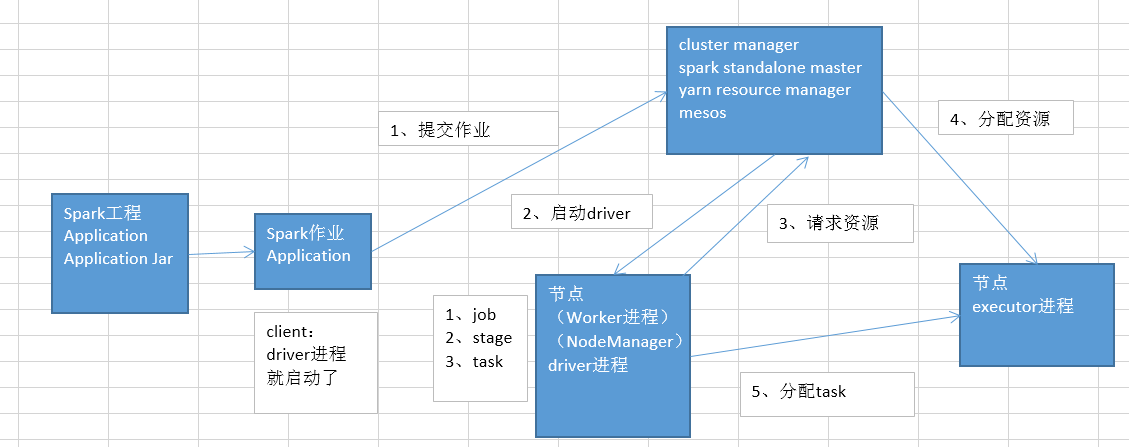 cluster manager
spark standalone master
yarn resource manager
mesos
1、提交作业
4、分配资源
Spark工程
Application
Application Jar
Spark作业
Application
2、启动driver
3、请求资源
client：
driver进程
就启动了
1、job
2、stage
3、task
节点
（Worker进程）
（NodeManager）
driver进程
节点
executor进程
5、分配task